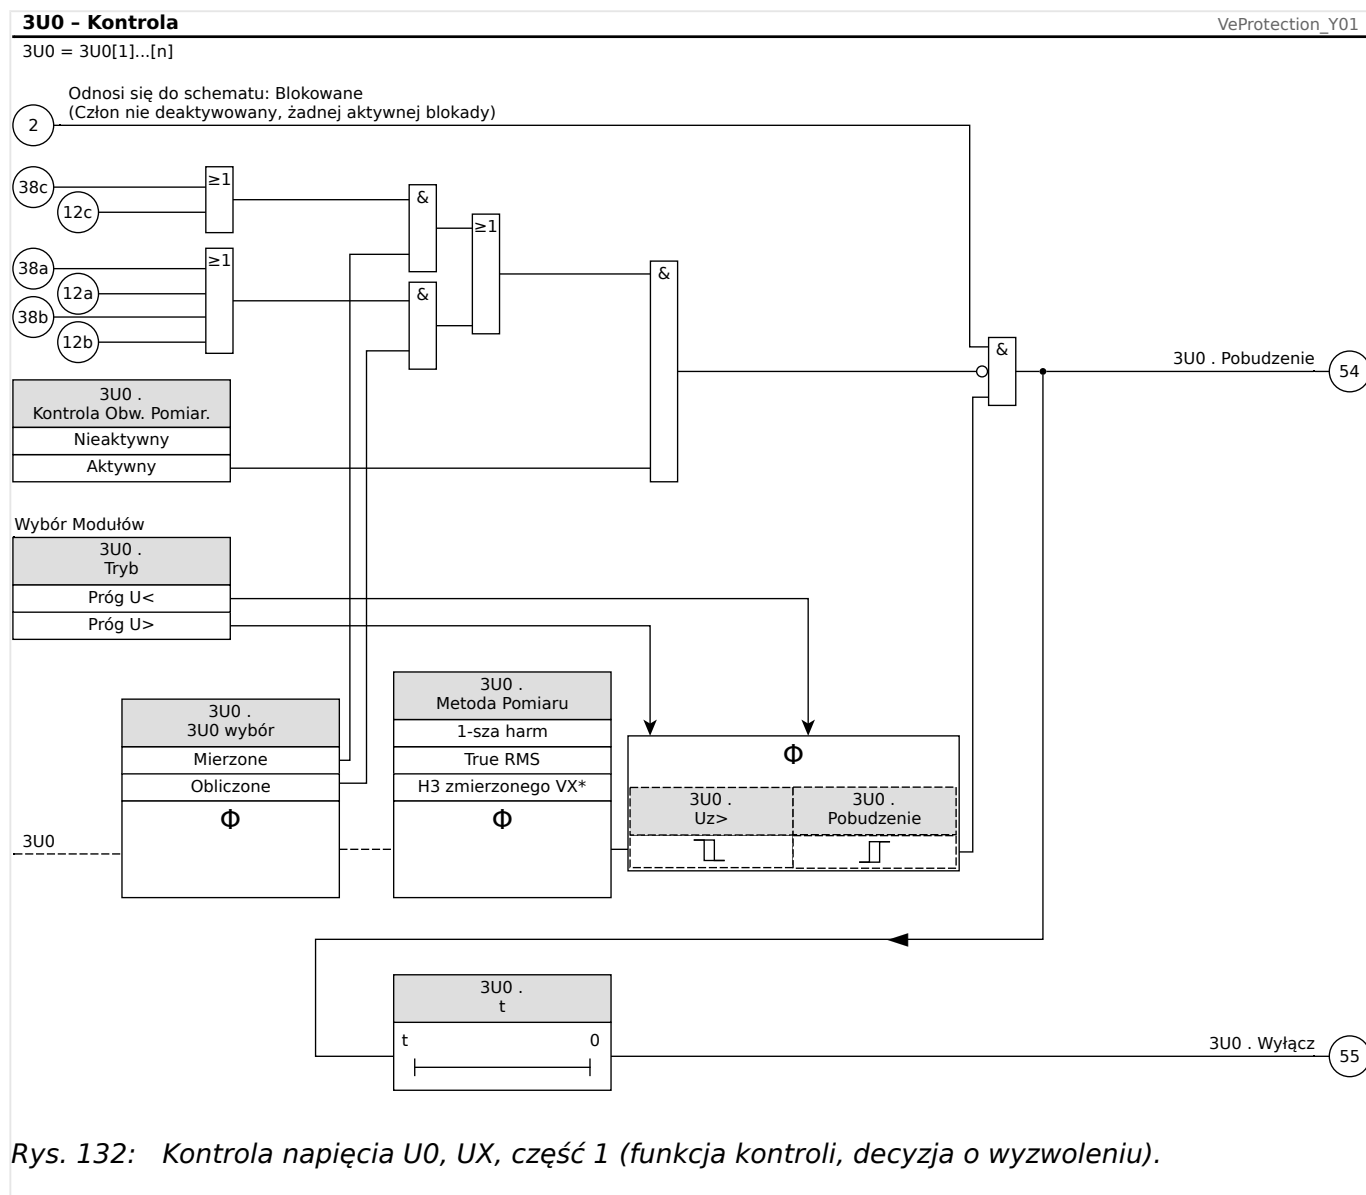 3U0 – Kontrola
VeProtection_Y01
3U0 = 3U0[1]...[n]
Odnosi się do schematu: Blokowane
(Człon nie deaktywowany, żadnej aktywnej blokady)
2
38c
12c
≥1
&
≥1
38a
12a
38b
12b
≥1
&
&
&
3U0 . Pobudzenie
54
3U0 .
Kontrola Obw. Pomiar.
Nieaktywny
Aktywny
Wybór Modułów
3U0 .
Tryb
Próg U<
Próg U>
3U0 .
3U0 wybór
Mierzone
Obliczone
Φ
3U0
3U0 .
Metoda Pomiaru
1-sza harm
True RMS
H3 zmierzonego VX*
Φ
Φ
3U0 .
Uz>
3U0 .
Pobudzenie
3U0 .
t
t 0
3U0 . Wyłącz
55
Rys. 132: Kontrola napięcia U0, UX, część 1 (funkcja kontroli, decyzja o wyzwoleniu).